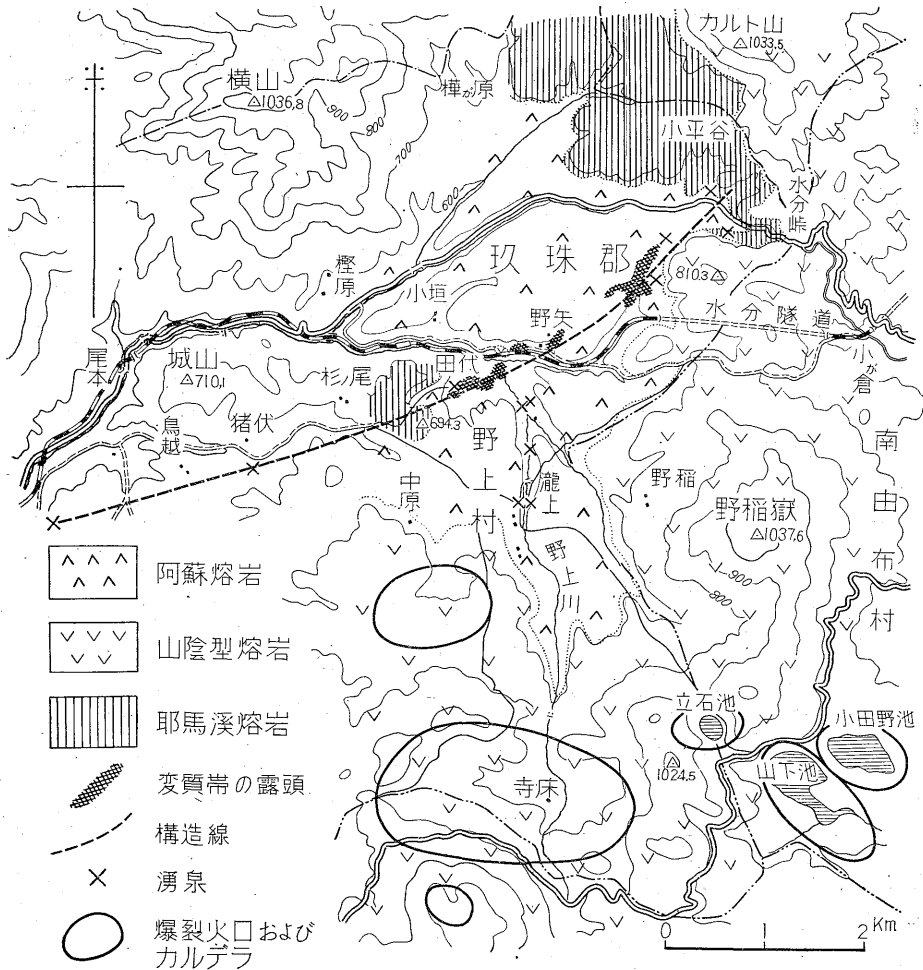 カルト山
△1033.5
横山
△1036.8
樺ヶ原
900
800
700
600
小平谷
水分峠
玖珠郡
810.3△
樫原
小垣
野矢
水分隧道
小ヶ倉
尾本
城山
△710.1
杉ノ尾
田代
△694.3
鳥越
猪伏
野上村
中原
瀧上
野稲
野稲嶽
△1037.6
900
800
南由布村
野上川
阿蘇熔岩
山陰型熔岩
耶馬溪熔岩
変質帯の露頭
構造線
湧泉
爆裂火口および
カルデラ
立石池
小田野池
山下池
1024.5
寺床
0 1 2 Km